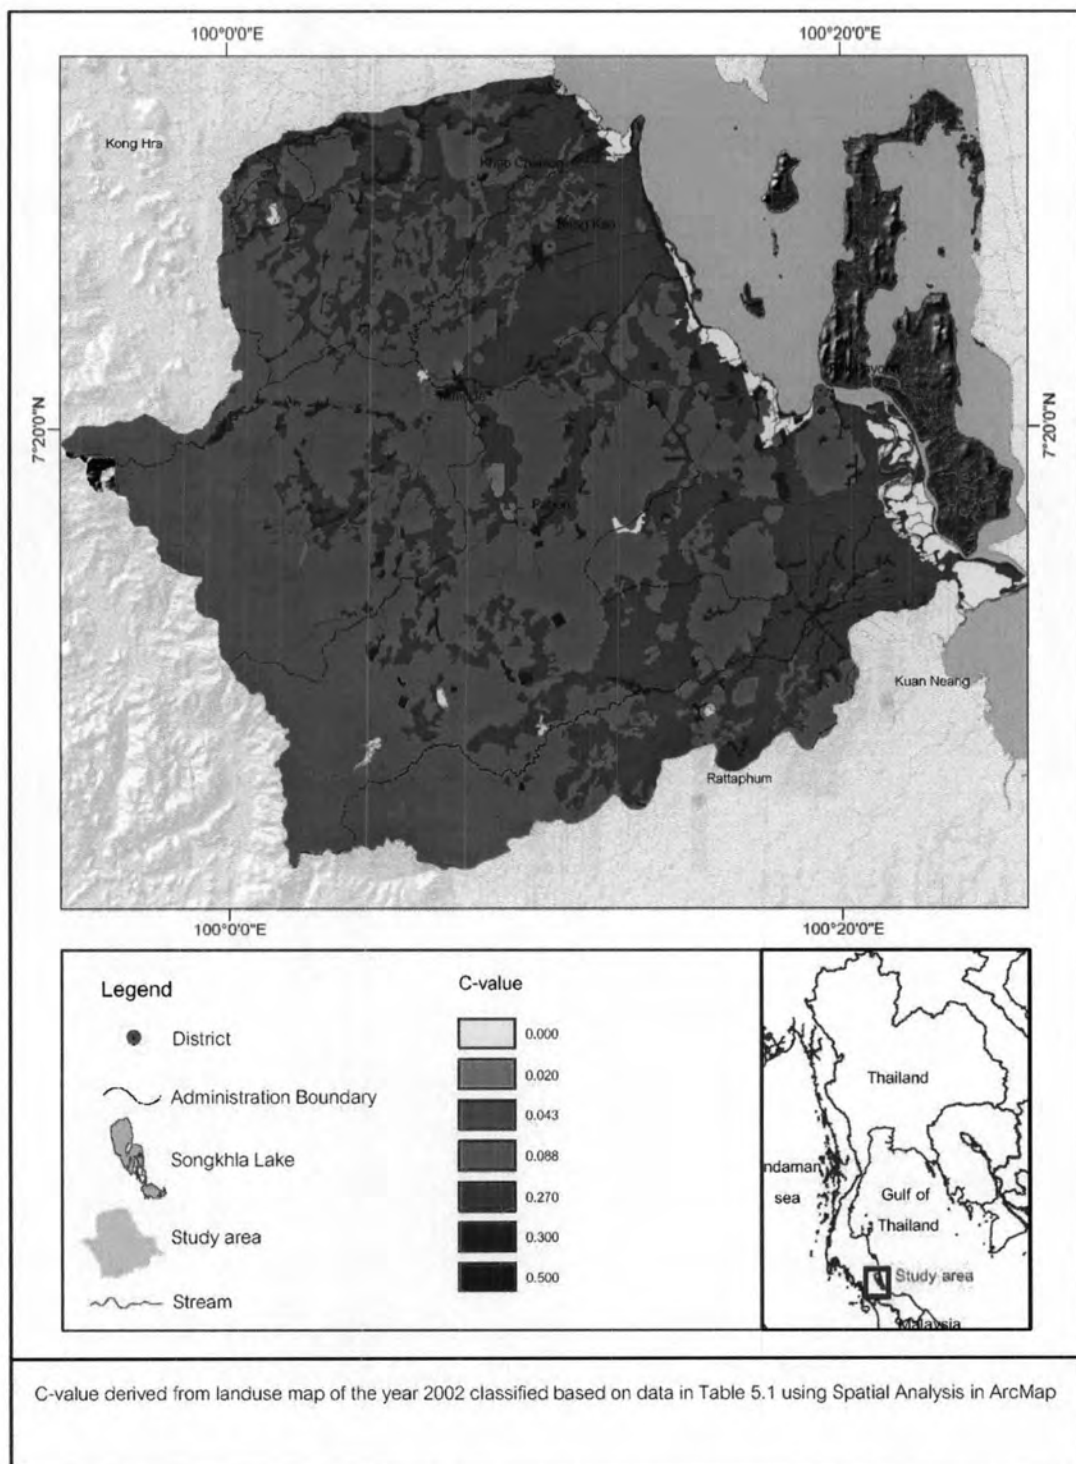 100°0'0"E
100°20'0"E
Kong Hra
7°20'0"N
7°20'0"N
Kuan Neang
Rattaphum
100°0'0"E
100°20'0"E
Legend
District
Administration Boundary
Songkhla Lake
Study area
Stream
C-value
0.000
0.020
0.043
0.088
0.270
0.300
0.500
Thailand
ndaman
sea
Gulf of
Thailand
Study area
Malaysia
C-value derived from landuse map of the year 2002 classified based on data in Table 5.1 using Spatial Analysis in ArcMap